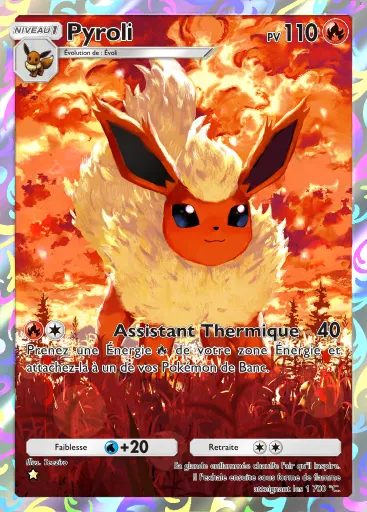 NIVEAU 1
Pyroli
PV 110
Évolution de : Évoli
Assistant Thermique 40
Prenez une Énergie de votre zone Énergie et
attachez-la à un de vos Pokémon de Banc.
Faiblesse +20 Retraite
Sa glande enflammée chauffe l'air qu'il inspire.
Il l'exhale ensuite sous forme de flamme
atteignant les 1 700 °C.